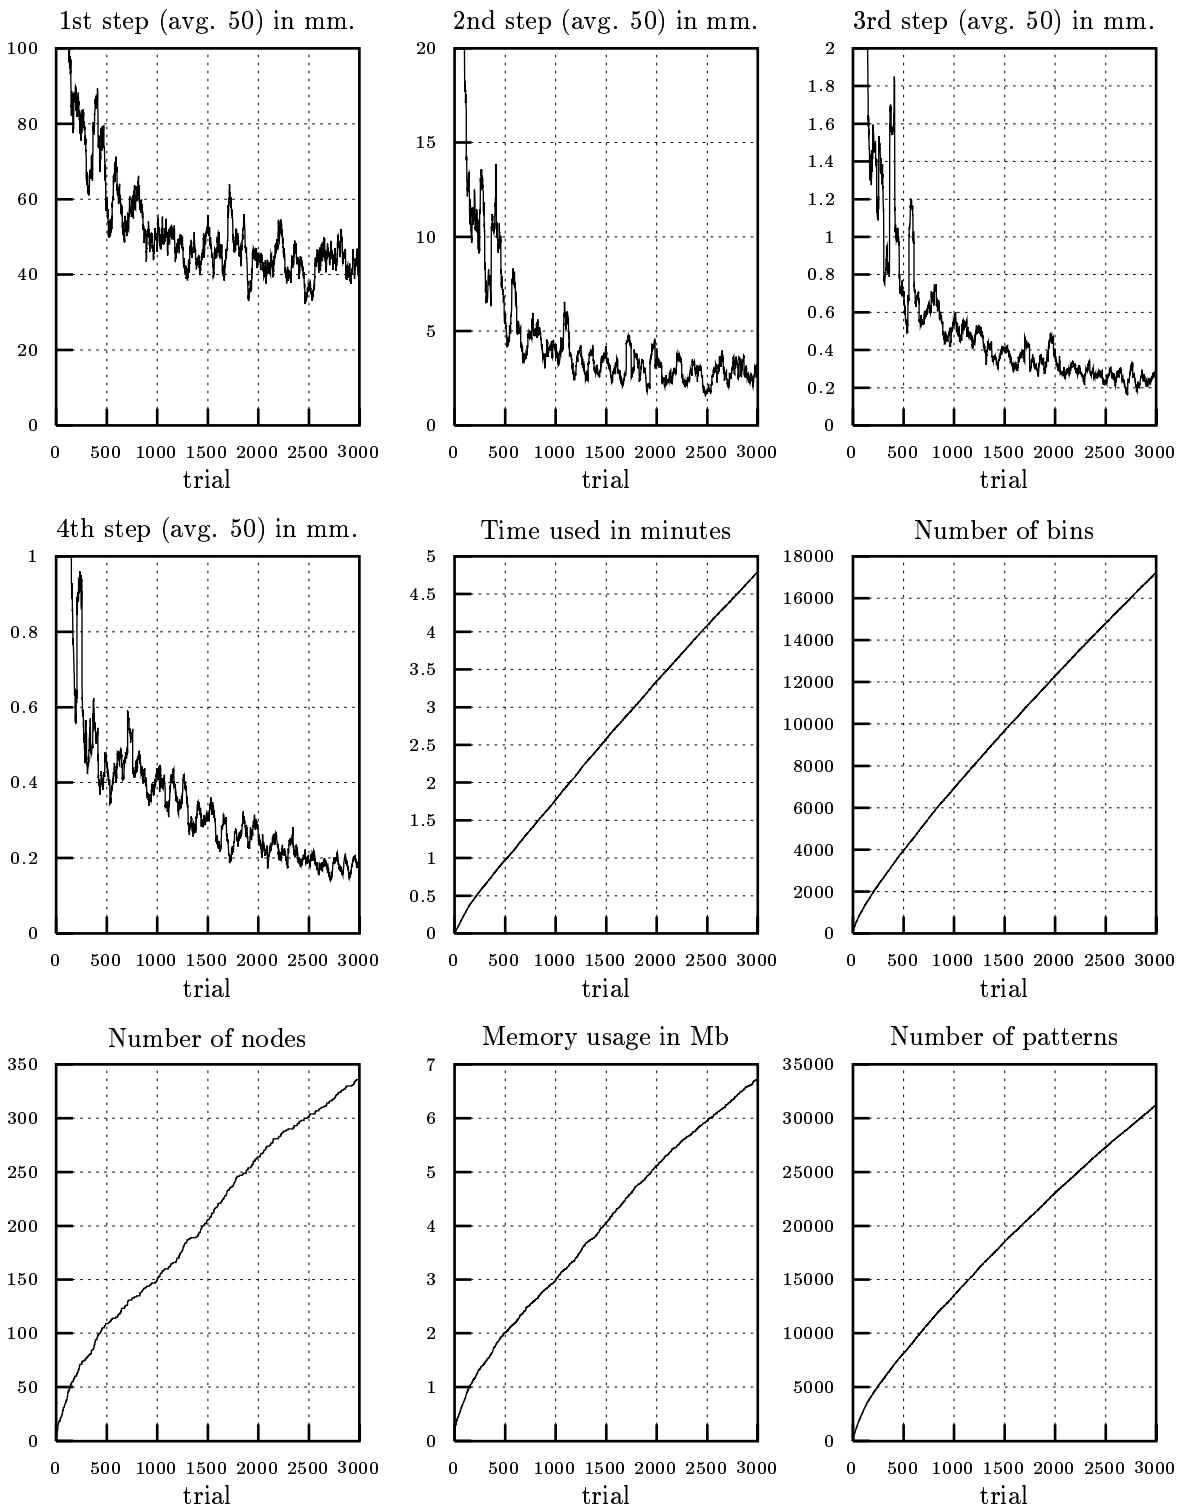 1st step (avg. 50) in mm.
100
80
60
40
20
0
0 500 1000 1500 2000 2500 3000
trial
2nd step (avg. 50) in mm.
20
15
10
5
0
0 500 1000 1500 2000 2500 3000
trial
3rd step (avg. 50) in mm.
2
1.8
1.6
1.4
1.2
1
0.8
0.6
0.4
0.2
0
0 500 1000 1500 2000 2500 3000
trial
4th step (avg. 50) in mm.
1
0.8
0.6
0.4
0.2
0
0 500 1000 1500 2000 2500 3000
trial
Time used in minutes
5
4.5
4
3.5
3
2.5
2
1.5
1
0.5
0
0 500 1000 1500 2000 2500 3000
trial
Number of bins
18000
16000
14000
12000
10000
8000
6000
4000
2000
0
0 500 1000 1500 2000 2500 3000
trial
Number of nodes
350
300
250
200
150
100
50
0
0 500 1000 1500 2000 2500 3000
trial
Memory usage in Mb
7
6
5
4
3
2
1
0
0 500 1000 1500 2000 2500 3000
trial
Number of patterns
35000
30000
25000
20000
15000
10000
5000
0
0 500 1000 1500 2000 2500 3000
trial